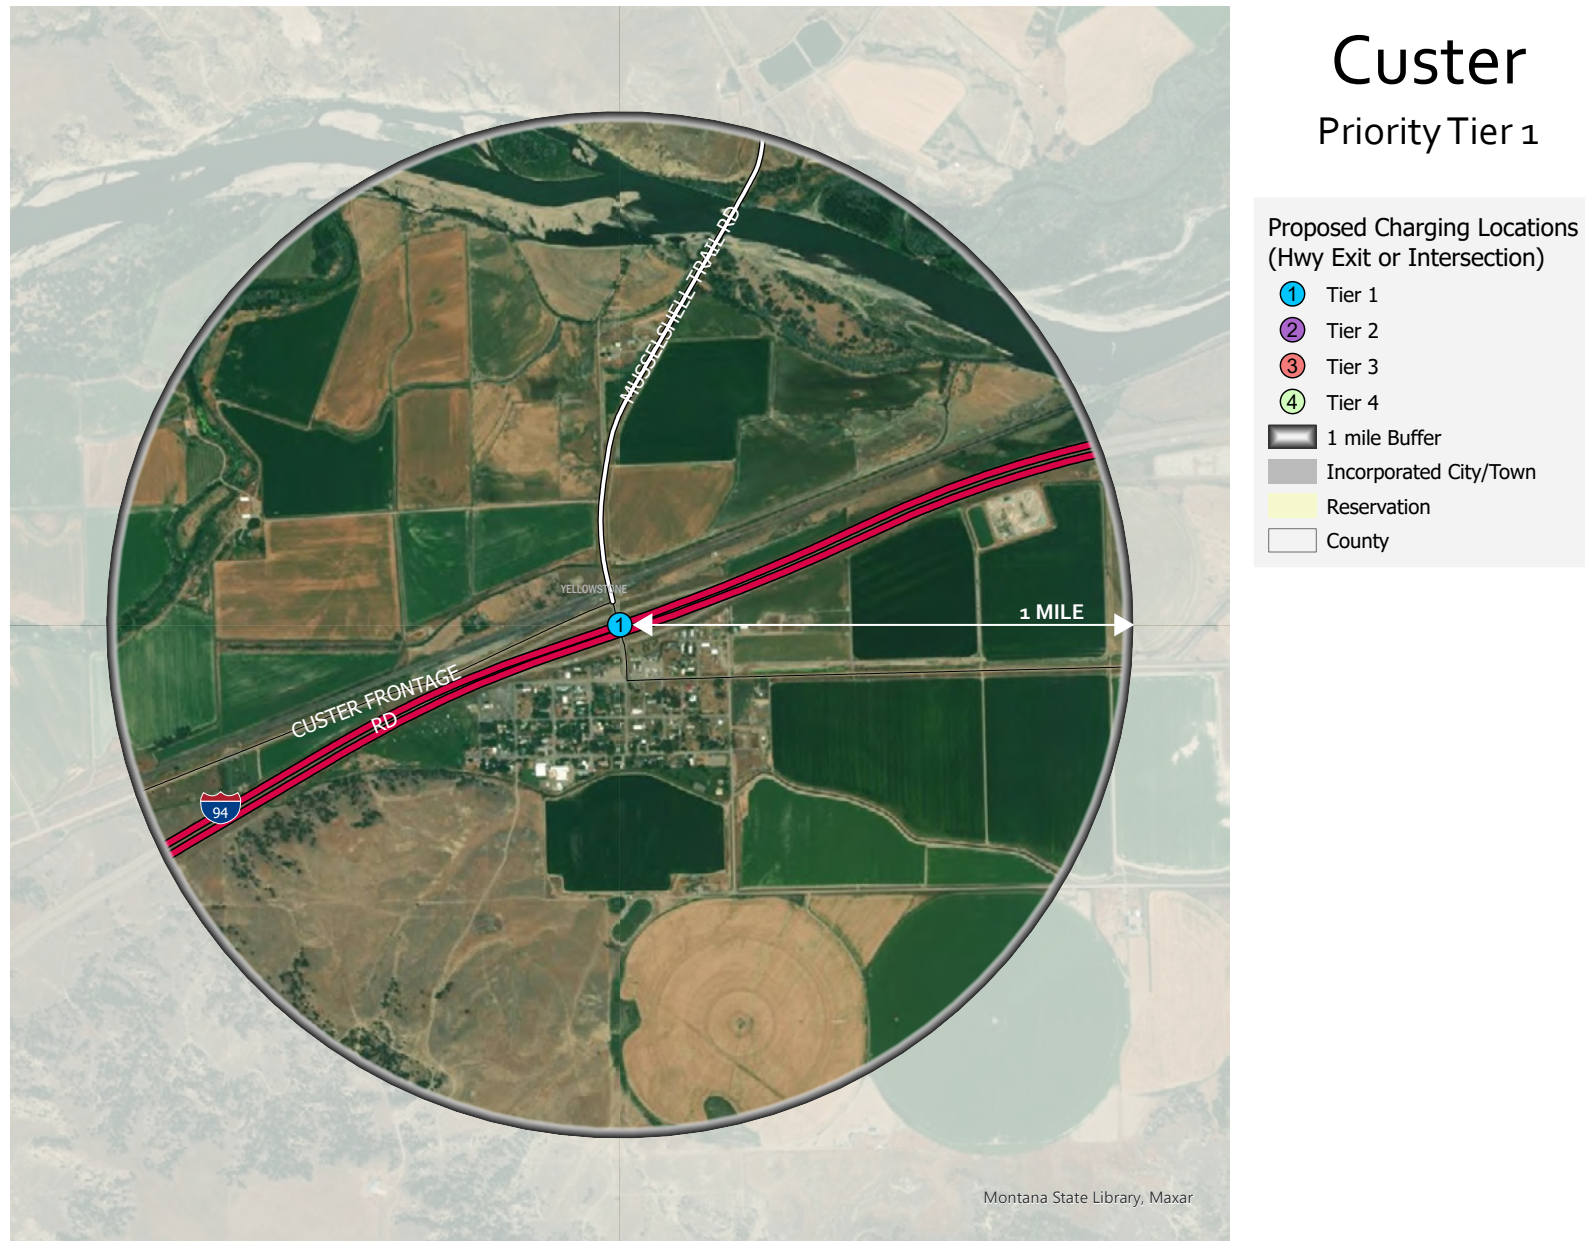 Custer
Priority Tier 1
Proposed Charging Locations
(Hwy Exit or Intersection)
1 Tier 1
2 Tier 2
3 Tier 3
4 Tier 4
1 mile Buffer
Incorporated City/Town
Reservation
County
MUSSELSHELL TRAIL RD
YELLOWSTONE
1
1 MILE
CUSTER FRONTAGE
RD
94
Montana State Library, Maxar